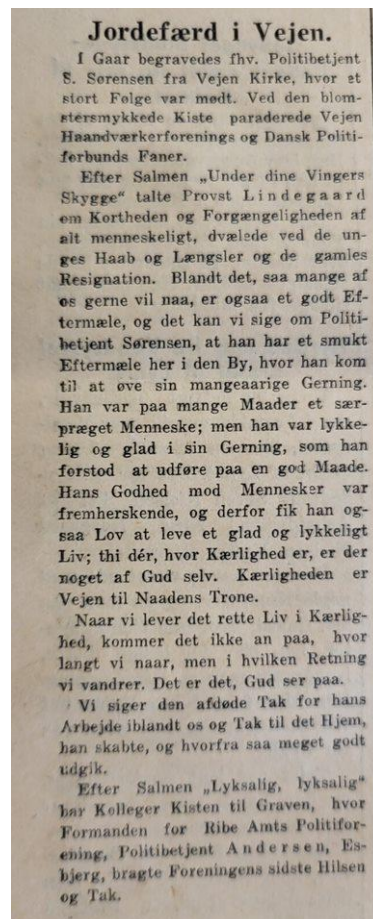 Jordefærd i Vejen.
I Gaar begravedes fhv. Politibetjent
S. Sørensen fra Vejen Kirke, hvor et
stort Følge var mødt. Ved den blom-
stersmykkede Kiste paraderede Vejen
Haandværkerforenings og Dansk Politi-
forbunds Faner.
Efter Salmen „Under dine Vingers
Skygge“ talte Provst Lindegaard
om Kortheden og Forgængeligheden af
alt menneskeligt, dvælede ved de un-
ges Haab og Længsler og de gamles
Resignation. Blandt det, saa mange af
os gerne vil naa, er ogsaa et godt Ef-
termæle, og det kan vi sige om Politi-
betjent Sørensen, at han har et smukt
Eftermæle her i den By, hvor han kom
til at øve sin mangeaarige Gerning.
Han var paa mange Maader et sær-
præget Menneske; men han var lykke-
lig og glad i sin Gerning, som han
forstod at udføre paa en god Maade.
Hans Godhed mod Mennesker var
fremherskende, og derfor fik han og-
saa Lov at leve et glad og lykkeligt
Liv; thi dér, hvor Kærlighed er, er der
noget af Gud selv. Kærligheden er
Vejen til Naadens Trone.
Naar vi lever det rette Liv i Kærlig-
hed, kommer det ikke an paa, hvor
langt vi naar, men i hvilken Retning
vi vandrer. Det er det, Gud ser paa.
Vi siger den afdøde Tak for hans
Arbejde iblandt os og Tak til det Hjem,
han skabte, og hvorfra saa meget godt
udgik.
Efter Salmen „Lyksalig, lyksalig“
bar Kolleger Kisten til Graven, hvor
Formanden for Ribe Amts Politifor-
ening, Politibetjent Andersen, Es-
bjerg, bragte Foreningens sidste Hilsen
og Tak.